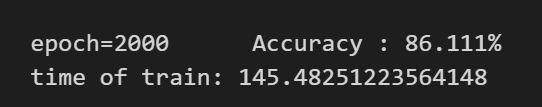 epoch=2000      Accuracy : 86.111%
time of train: 145.48251223564148